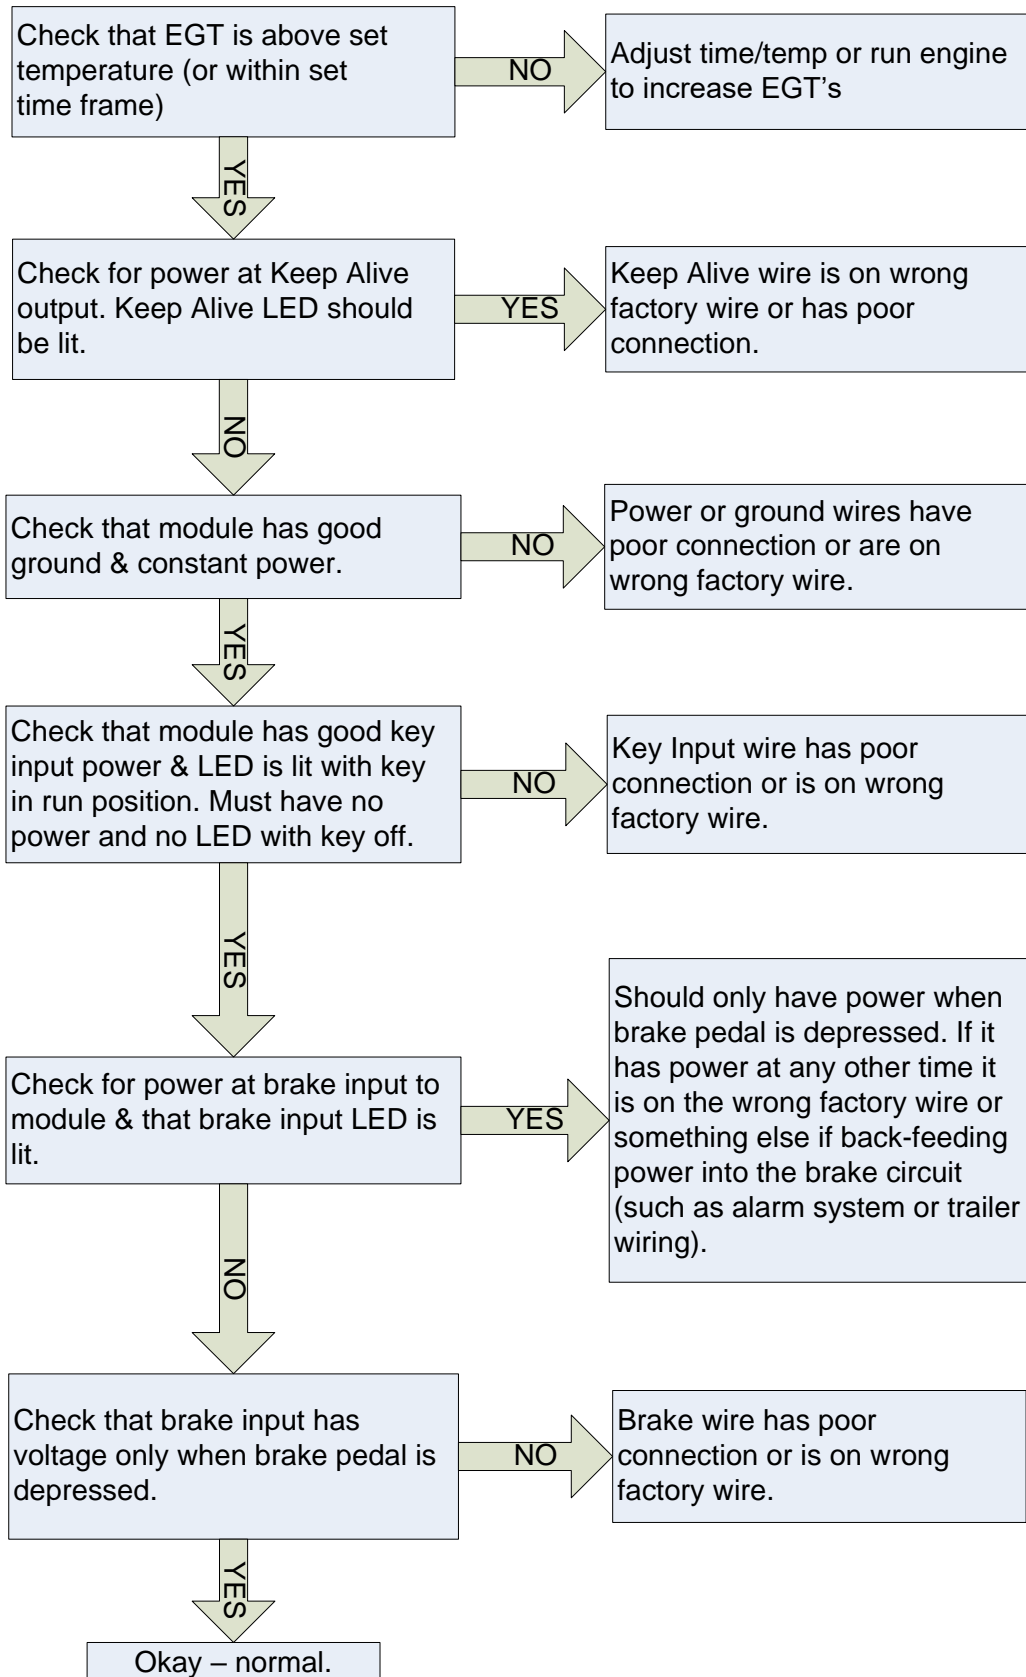 Check that EGT is above set
temperature (or within set
time frame)
NO
Adjust time/temp or run engine
to increase EGT's
YES
Check for power at Keep Alive
output. Keep Alive LED should
be lit.
YES
Keep Alive wire is on wrong
factory wire or has poor
connection.
NO
Check that module has good
ground & constant power.
NO
Power or ground wires have
poor connection or are on
wrong factory wire.
YES
Check that module has good key
input power & LED is lit with key
in run position. Must have no
power and no LED with key off.
NO
Key Input wire has poor
connection or is on wrong
factory wire.
YES
Check for power at brake input to
module & that brake input LED is
lit.
YES
Should only have power when
brake pedal is depressed. If it
has power at any other time it
is on the wrong factory wire or
something else if back-feeding
power into the brake circuit
(such as alarm system or trailer
wiring).
NO
Check that brake input has
voltage only when brake pedal is
depressed.
NO
Brake wire has poor
connection or is on wrong
factory wire.
YES
Okay – normal.